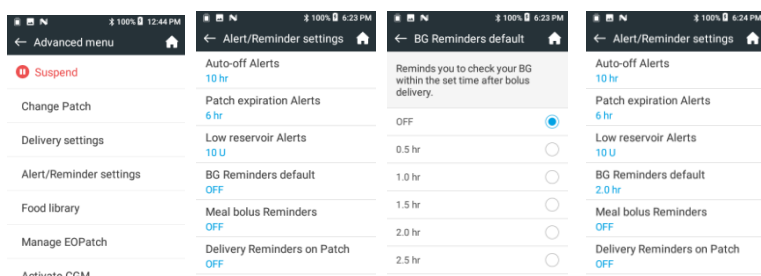 100% 12:44 PM
← Advanced menu
Suspend
Change Patch
Delivery settings
Alert/Reminder settings
Food library
Manage EOPatch
Activate CGM
100% 6:23 PM
← Alert/Reminder settings
Auto-off Alerts
10 hr
Patch expiration Alerts
6 hr
Low reservoir Alerts
10 U
BG Reminders default
OFF
Meal bolus Reminders
OFF
Delivery Reminders on Patch
OFF
100% 6:23 PM
← BG Reminders default
Reminds you to check your BG
within the set time after bolus
delivery.
OFF
0.5 hr
1.0 hr
1.5 hr
2.0 hr
2.5 hr
100% 6:24 PM
← Alert/Reminder settings
Auto-off Alerts
10 hr
Patch expiration Alerts
6 hr
Low reservoir Alerts
10 U
BG Reminders default
2.0 hr
Meal bolus Reminders
OFF
Delivery Reminders on Patch
OFF